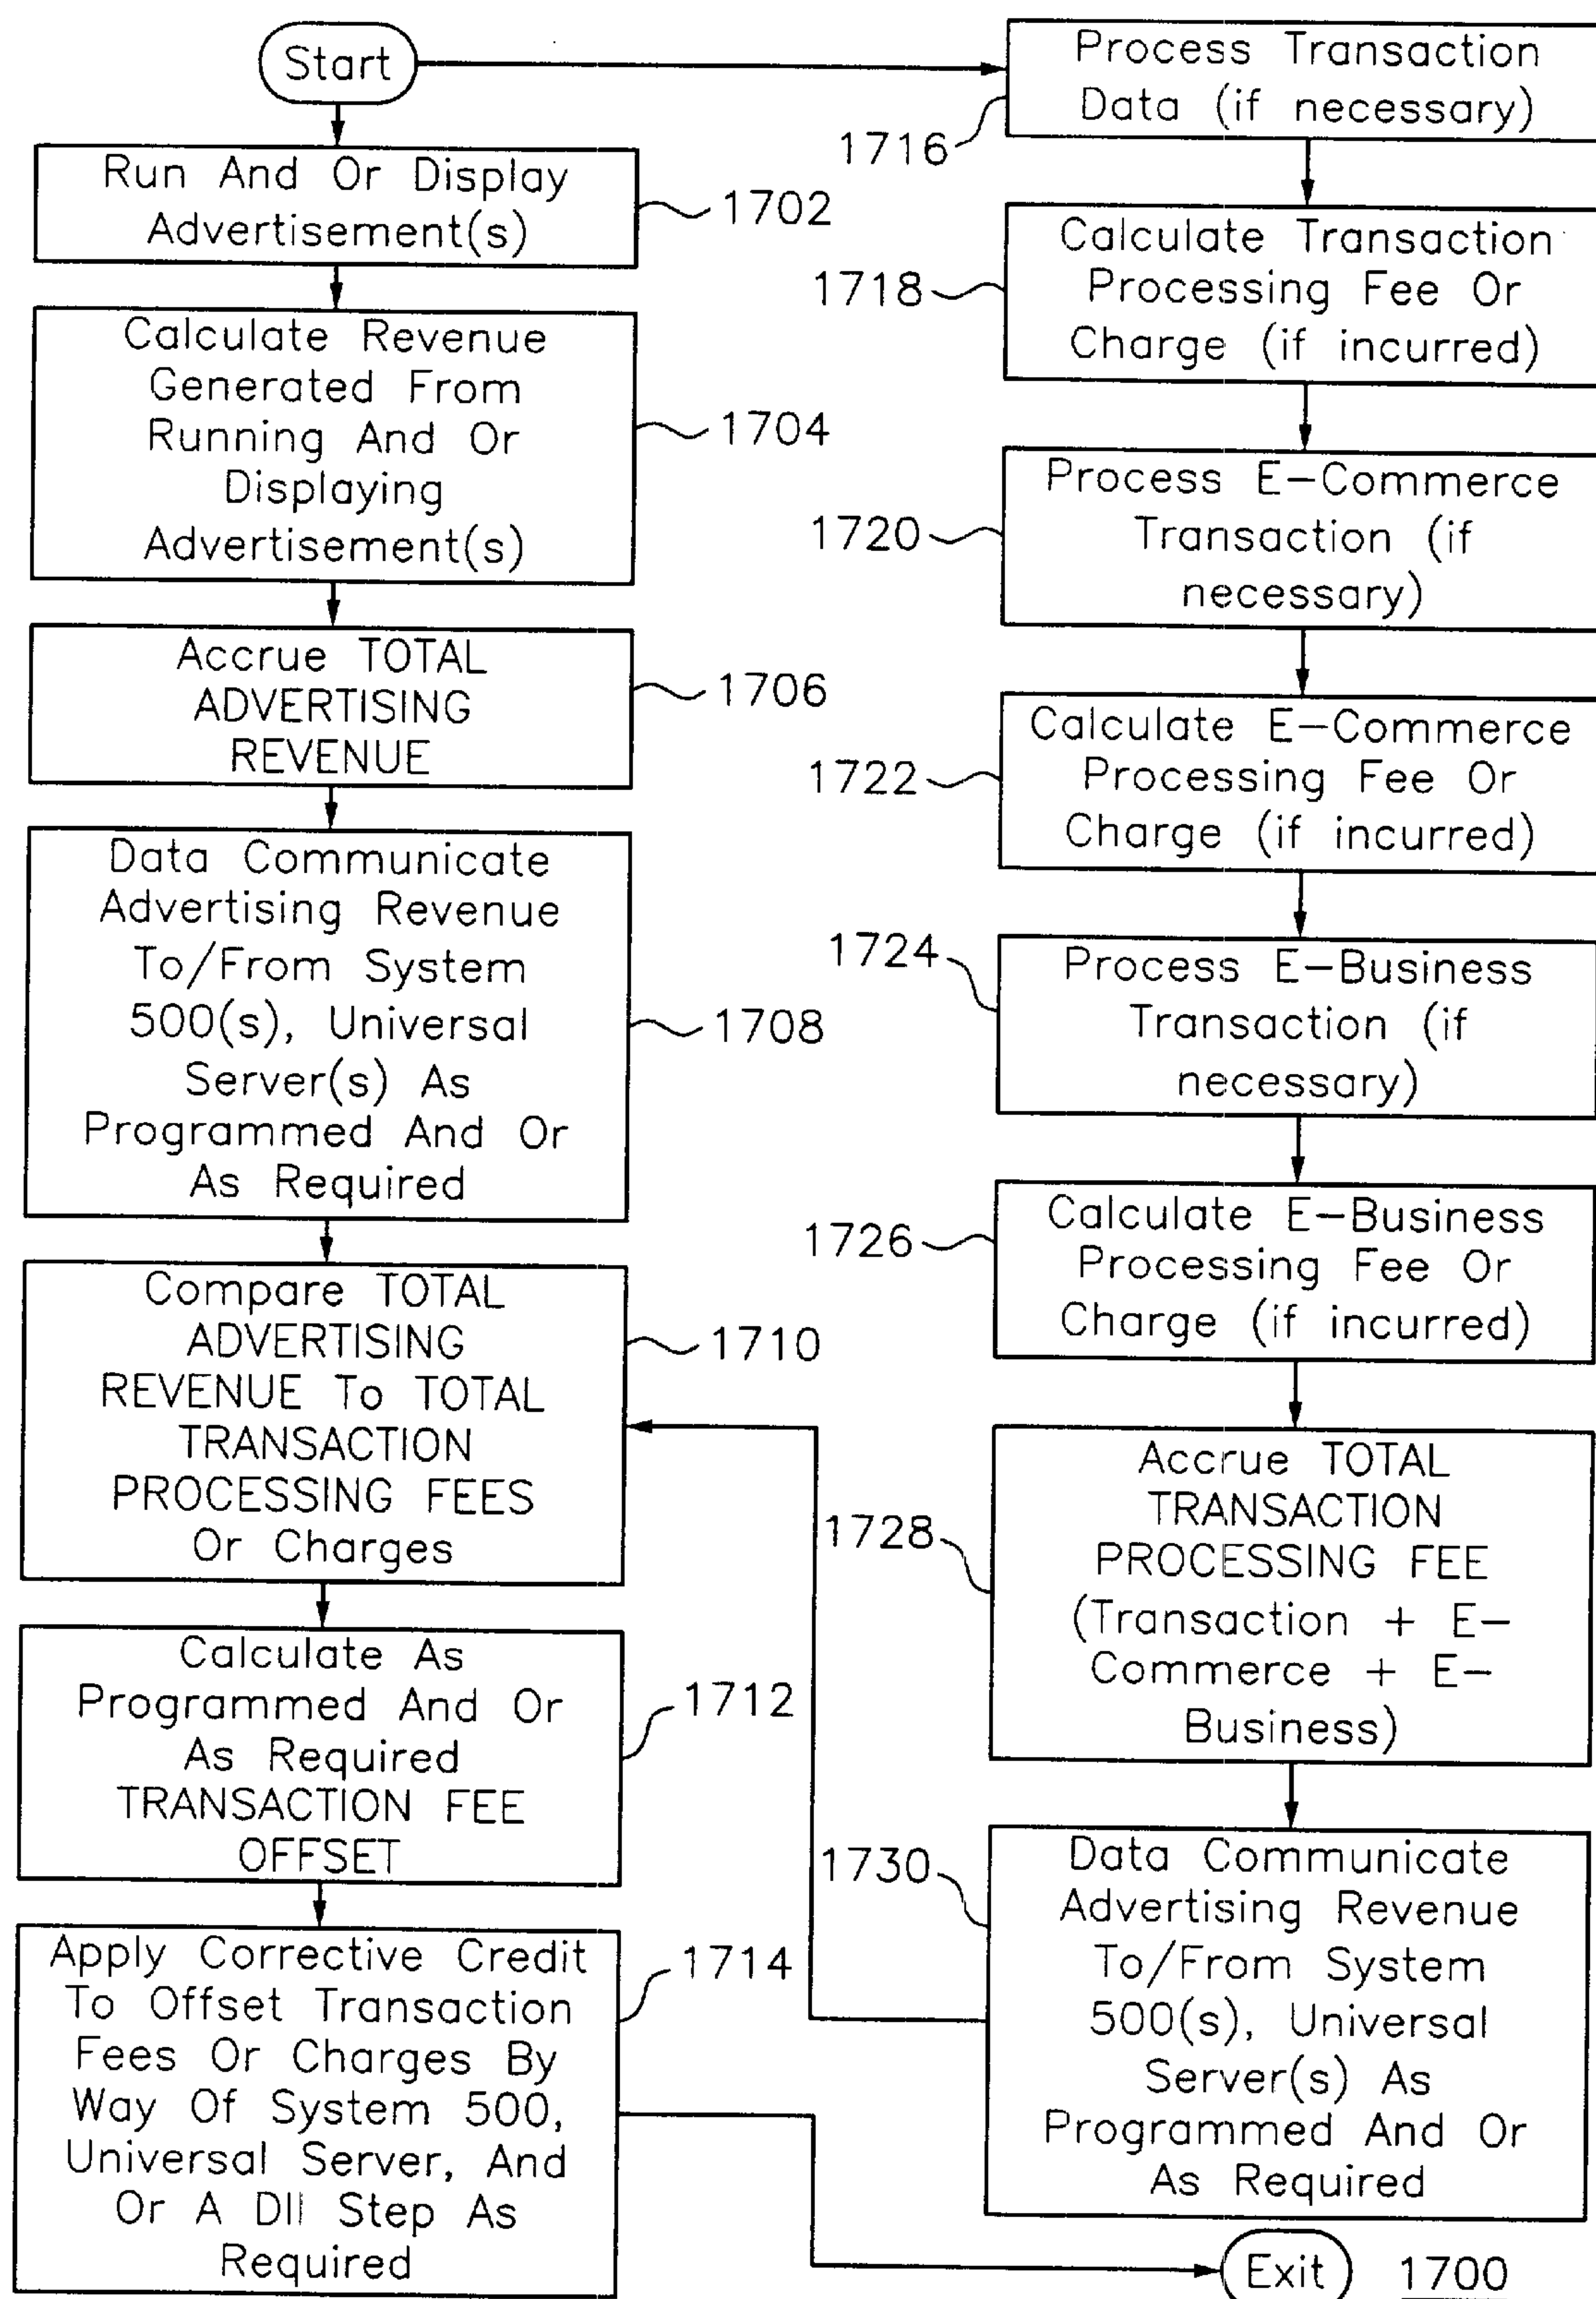 Start
Run And Or Display
Advertisement(s)
1702
Calculate Revenue
Generated From
Running And Or
Displaying
Advertisement(s)
1704
Accrue TOTAL
ADVERTISING
REVENUE
1706
Data Communicate
Advertising Revenue
To/From System
500(s), Universal
Server(s) As
Programmed And Or
As Required
1708
Compare TOTAL
ADVERTISING
REVENUE To TOTAL
TRANSACTION
PROCESSING FEES
Or Charges
1710
Calculate As
Programmed And Or
As Required
TRANSACTION FEE
OFFSET
1712
Apply Corrective Credit
To Offset Transaction
Fees Or Charges By
Way Of System 500,
Universal Server, And
Or A DII Step As
Required
1714
Process Transaction
Data (if necessary)
1716
Calculate Transaction
Processing Fee Or
Charge (if incurred)
1718
Process E-Commerce
Transaction (if
necessary)
1720
Calculate E-Commerce
Processing Fee Or
Charge (if incurred)
1722
Process E-Business
Transaction (if
necessary)
1724
Calculate E-Business
Processing Fee Or
Charge (if incurred)
1726
Accrue TOTAL
TRANSACTION
PROCESSING FEE
(Transaction + E-
Commerce + E-
Business)
1728
Data Communicate
Advertising Revenue
To/From System
500(s), Universal
Server(s) As
Programmed And Or
As Required
1730
Exit
1700